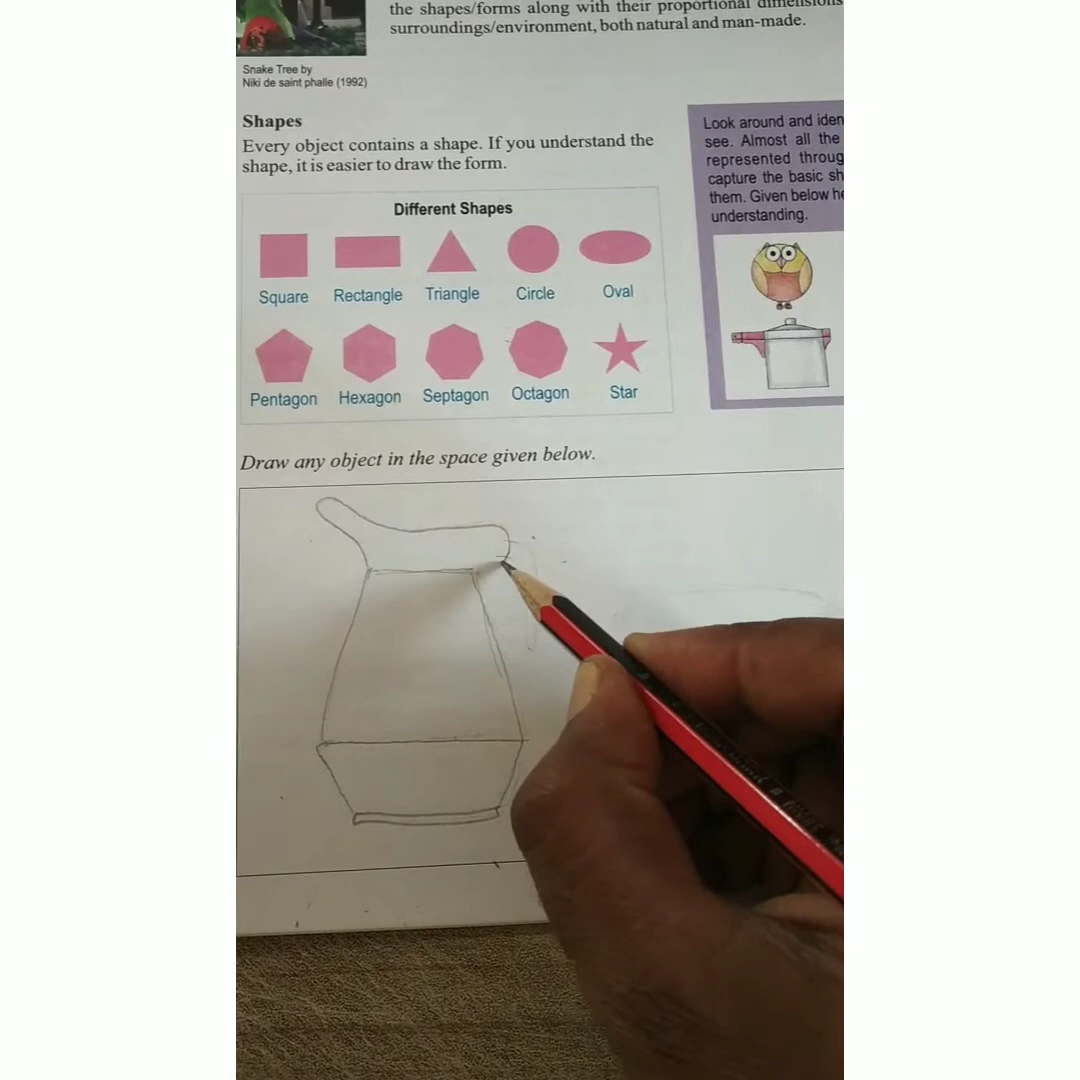 the shapes/forms along with their proportional dimensions
surroundings/environment, both natural and man-made.
Snake Tree by
Niki de saint phalle (1992)
Shapes
Every object contains a shape. If you understand the
shape, it is easier to draw the form.
Different Shapes
Square Rectangle Triangle Circle Oval
Pentagon Hexagon Septagon Octagon Star
Look around and iden
see. Almost all the
represented throug
capture the basic sh
them. Given below he
understanding.
Draw any object in the space given below.